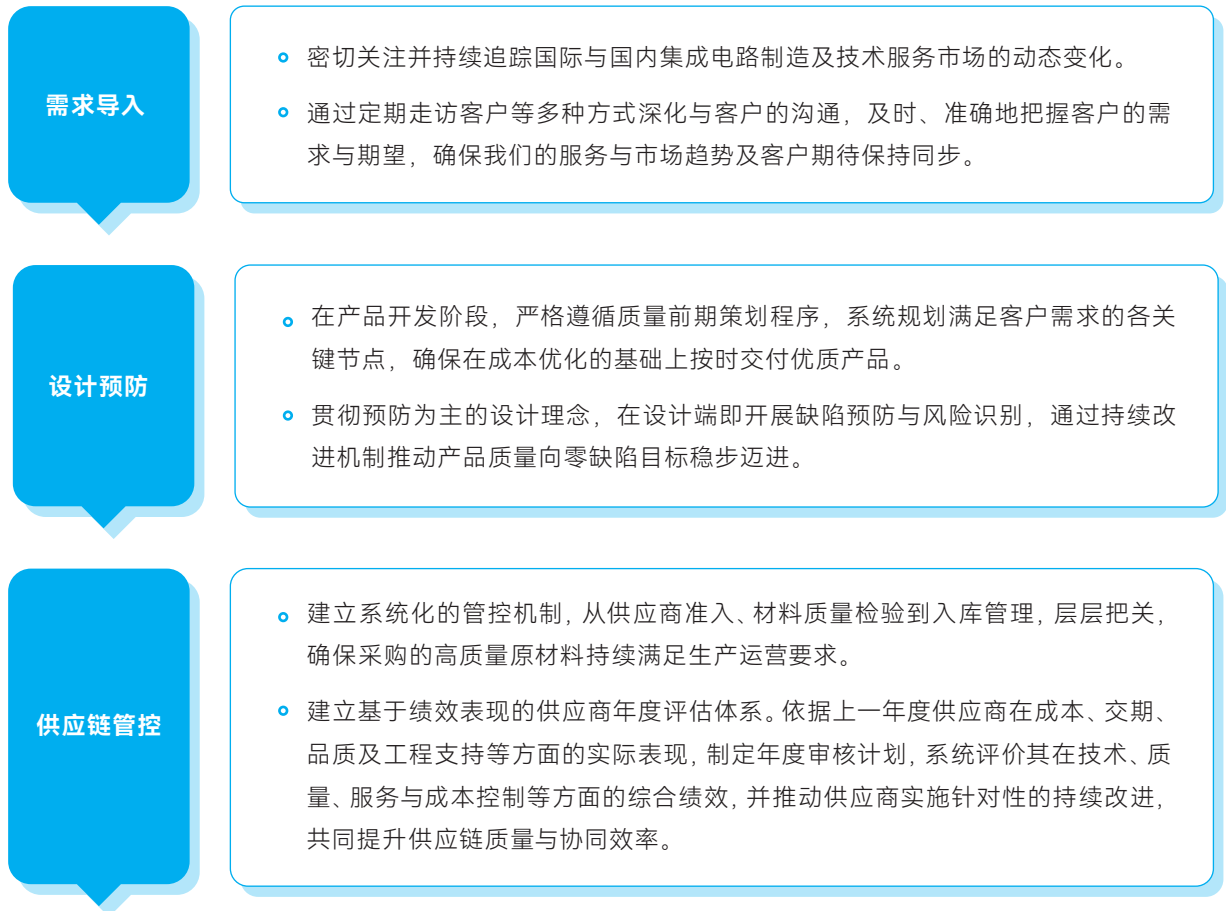 需求导入
密切关注并持续追踪国际与国内集成电路制造及技术服务市场的动态变化。
通过定期走访客户等多种方式深化与客户的沟通，及时、准确地把握客户的需
求与期望，确保我们的服务与市场趋势及客户期待保持同步。
设计预防
在产品开发阶段，严格遵循质量前期策划程序，系统规划满足客户需求的各关
键节点，确保在成本优化的基础上按时交付优质产品。
贯彻预防为主的设计理念，在设计端即开展缺陷预防与风险识别，通过持续改
进机制推动产品质量向零缺陷目标稳步迈进。
供应链管控
建立系统化的管控机制，从供应商准入、材料质量检验到入库管理，层层把关，
确保采购的高质量原材料持续满足生产运营要求。
建立基于绩效表现的供应商年度评估体系。依据上一年度供应商在成本、交期、
品质及工程支持等方面的实际表现，制定年度审核计划，系统评价其在技术、质
量、服务与成本控制等方面的综合绩效，并推动供应商实施针对性的持续改进，
共同提升供应链质量与协同效率。